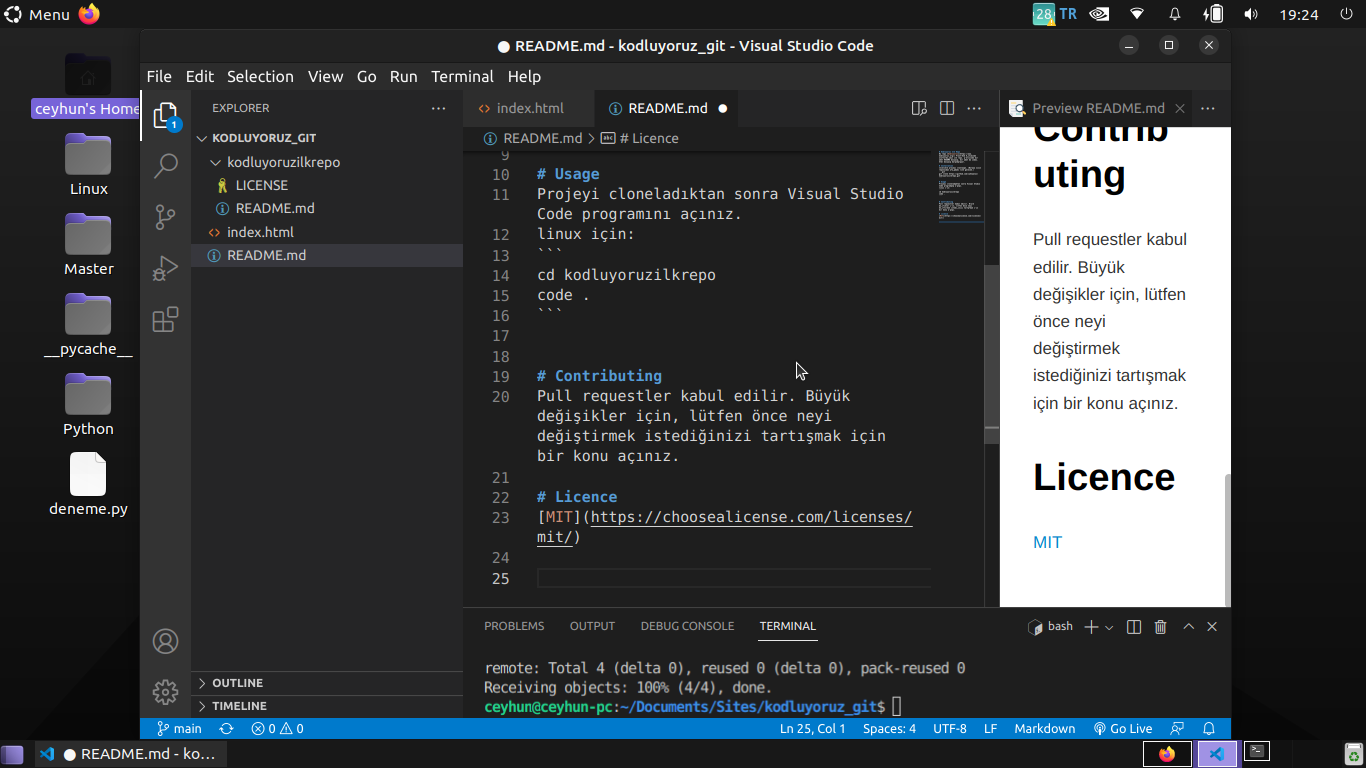 Menu
28 TR
19:24
ceyhun's Home
Linux
Master
__pycache__
Python
deneme.py
● README.md - kodluyoruz_git - Visual Studio Code
File Edit Selection View Go Run Terminal Help
EXPLORER
KODLUYORUZ_GIT
kodluyoruzilkrepo
LICENSE
README.md
index.html
README.md
OUTLINE
TIMELINE
1
index.html
README.md
README.md > # Licence
9
10 # Usage
11 Projeyi cloneladıktan sonra Visual Studio
Code programını açınız.
12 linux için:
13 ```
14 cd kodluyoruzilkrepo
15 code .
16 ```
17
18
19 # Contributing
20 Pull requestler kabul edilir. Büyük
değişikler için, lütfen önce neyi
değiştirmek istediğinizi tartışmak için
bir konu açınız.
21
22 # Licence
23 [MIT](https://choosealicense.com/licenses/
mit/)
24
25
Preview README.md
Contrib
uting
Pull requestler kabul
edilir. Büyük
değişikler için, lütfen
önce neyi
değiştirmek
istediğinizi tartışmak
için bir konu açınız.
Licence
MIT
PROBLEMS OUTPUT DEBUG CONSOLE TERMINAL
bash
remote: Total 4 (delta 0), reused 0 (delta 0), pack-reused 0
Receiving objects: 100% (4/4), done.
ceyhun@ceyhun-pc:~/Documents/Sites/kodluyoruz_git$
main 0 0 Ln 25, Col 1 Spaces: 4 UTF-8 LF Markdown Go Live
● README.md - ko...